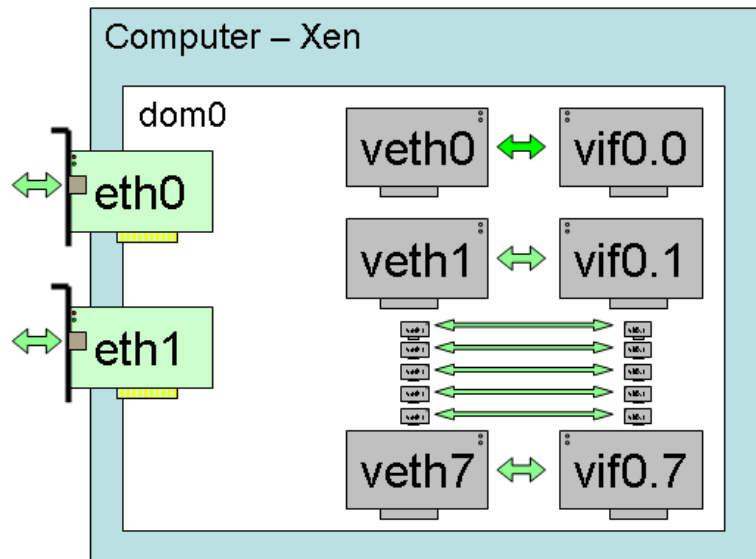 Computer – Xen
dom0
eth0
eth1
veth0
vif0.0
veth1
vif0.1
veth7
vif0.7